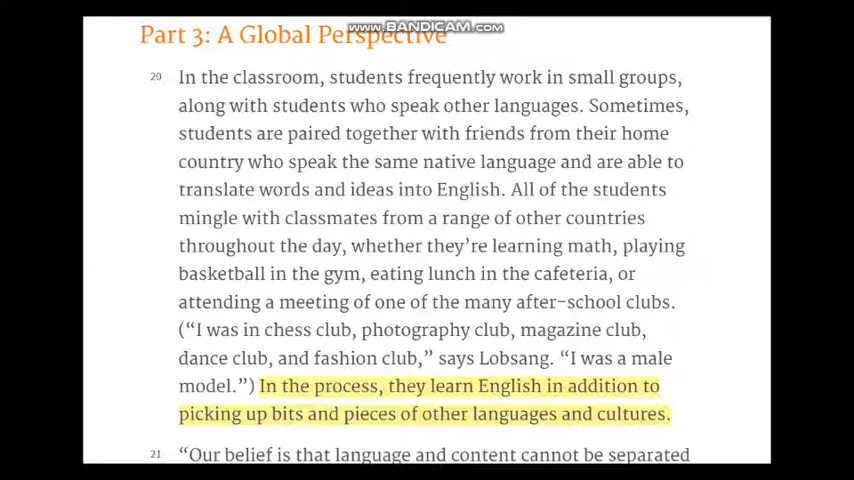 www.BANDICAM.com
Part 3: A Global Perspective
20 In the classroom, students frequently work in small groups,
along with students who speak other languages. Sometimes,
students are paired together with friends from their home
country who speak the same native language and are able to
translate words and ideas into English. All of the students
mingle with classmates from a range of other countries
throughout the day, whether they’re learning math, playing
basketball in the gym, eating lunch in the cafeteria, or
attending a meeting of one of the many after-school clubs.
(“I was in chess club, photography club, magazine club,
dance club, and fashion club,” says Lobsang. “I was a male
model.”) In the process, they learn English in addition to
picking up bits and pieces of other languages and cultures.
21 “Our belief is that language and content cannot be separated